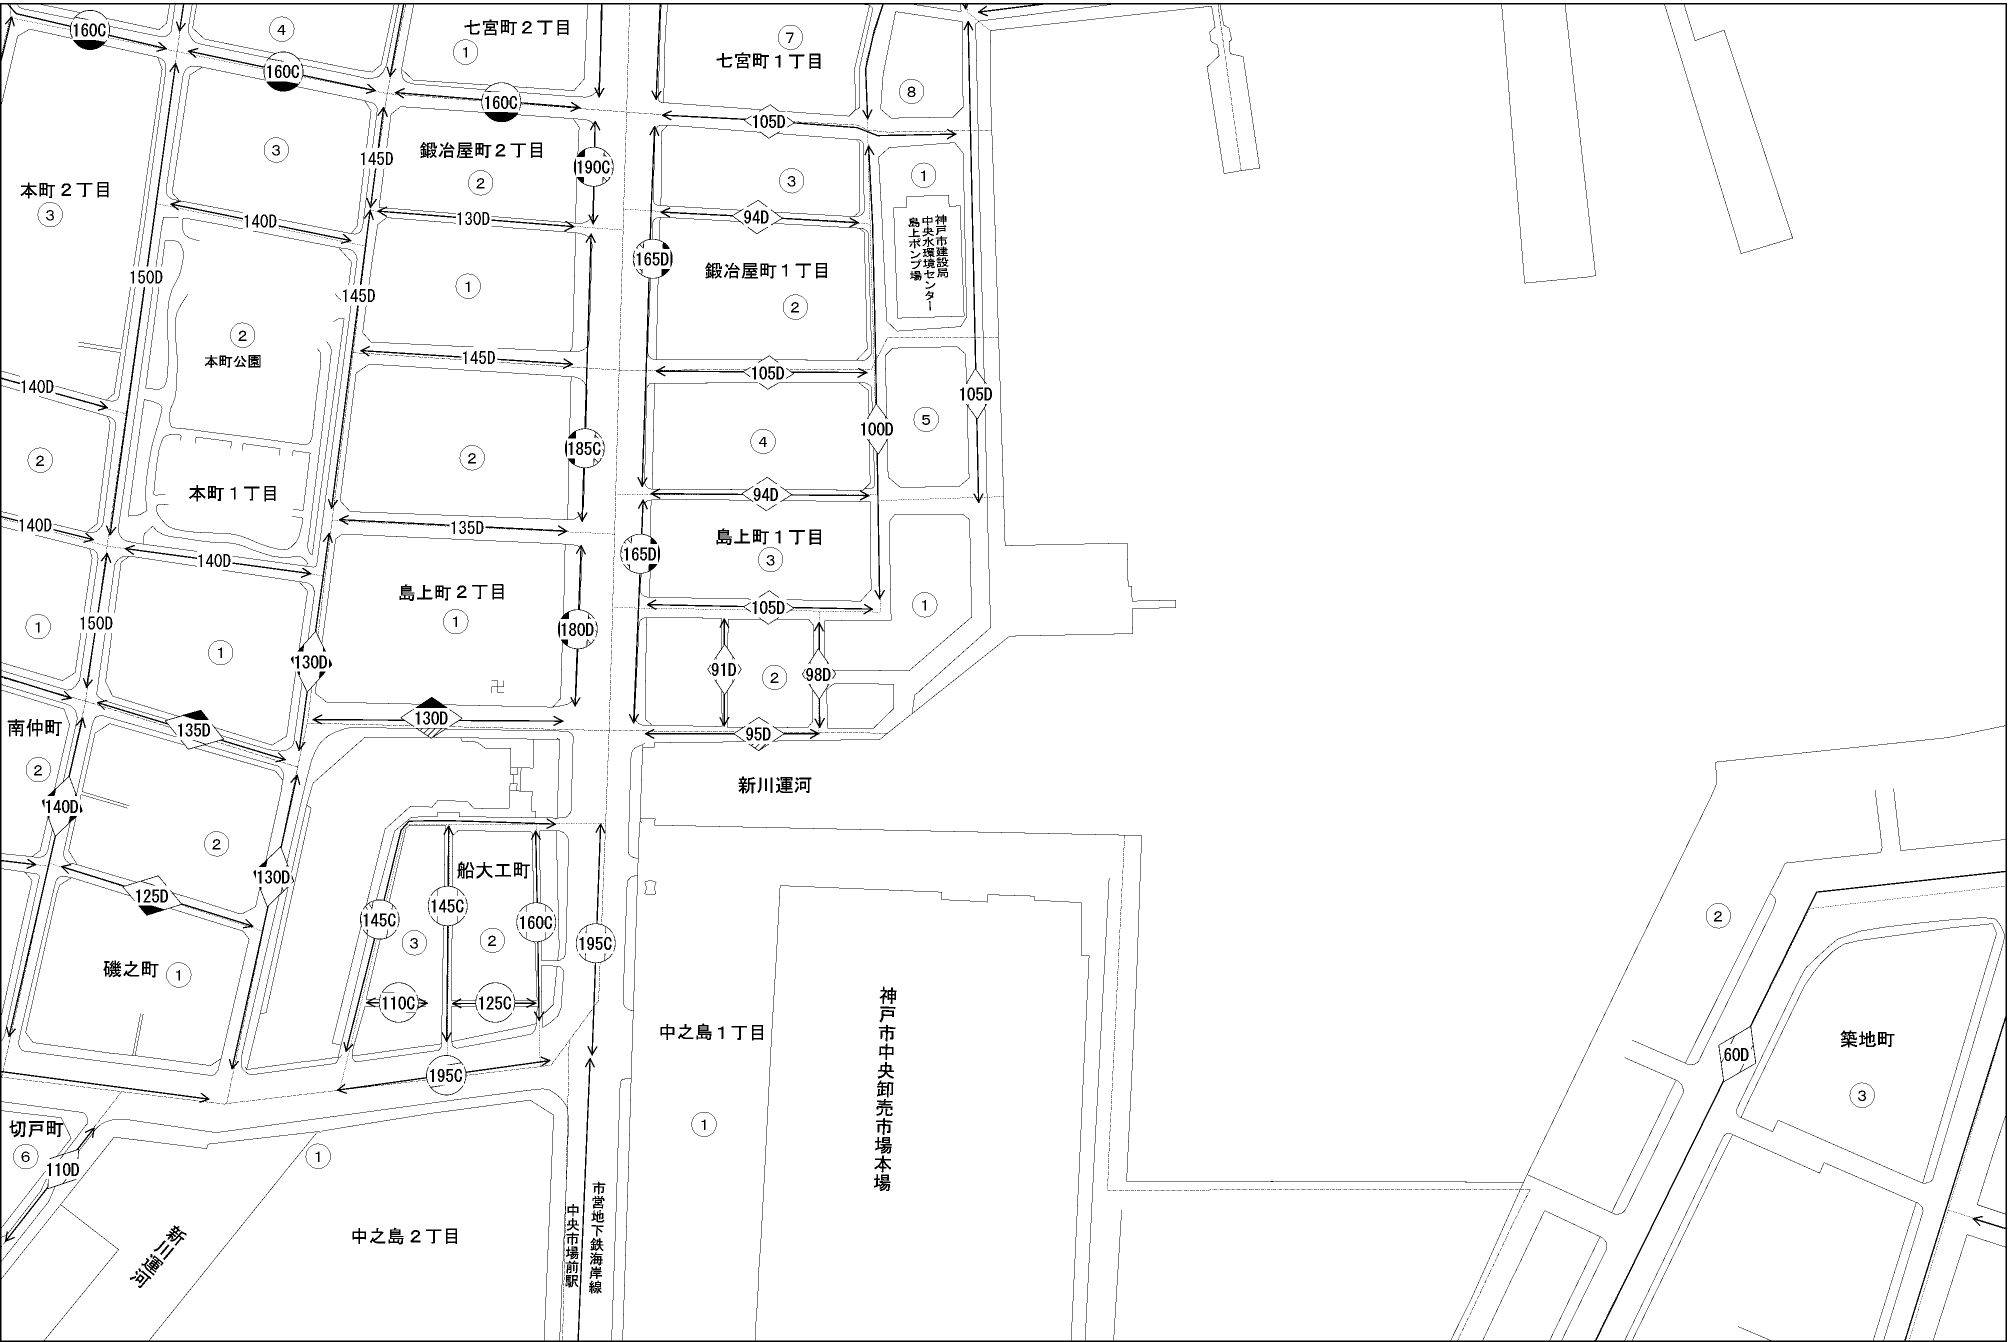 160C
④
七宮町２丁目
①
⑦
七宮町１丁目
160C
160C
⑧
105D
③
145D
鍛冶屋町２丁目
②
190C
③
①
本町２丁目
③
140D
130D
94D
神戸市建設局
中央水環境センター
島上ポンプ場
150D
145D
①
165D
鍛冶屋町１丁目
②
②
本町公園
145D
105D
140D
105D
100D
⑤
②
②
185C
④
本町１丁目
94D
140D
135D
島上町１丁目
③
165D
140D
島上町２丁目
①
105D
①
①
150D
①
180D
130D
91D
②
98D
卍
南仲町
②
135D
130D
95D
新川運河
140D
②
船大工町
130D
125D
145C
145C
160C
③
②
195C
②
磯之町
①
110C
125C
中之島１丁目
神戸市中央卸売市場本場
築地町
60D
③
195C
①
切戸町
⑥
110D
①
新川運河
中之島２丁目
市営地下鉄海岸線
中央市場前駅